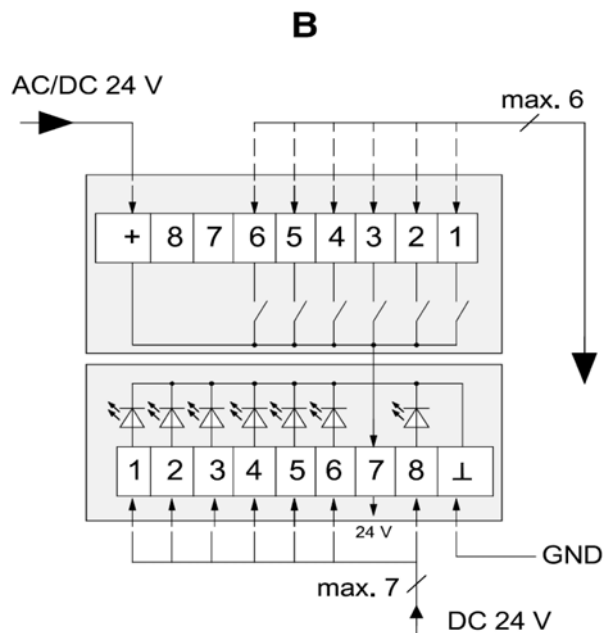 B
AC/DC 24 V
max. 6
+ 8 7 6 5 4 3 2 1
1 2 3 4 5 6 7 8 ⊥
24 V
GND
max. 7
DC 24 V